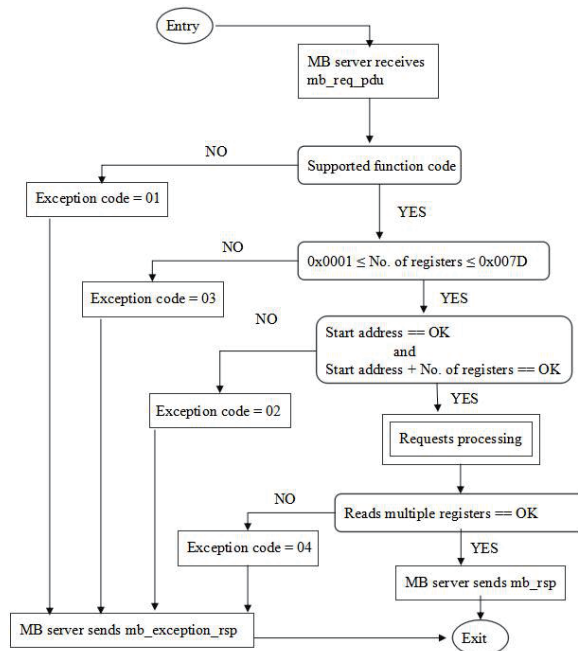 Entry
MB server receives
mb_req_pdu
NO
Supported function code
Exception code = 01
YES
NO
0x0001 ≤ No. of registers ≤ 0x007D
Exception code = 03
YES
NO
Start address == OK
and
Start address + No. of registers == OK
Exception code = 02
YES
Requests processing
NO
Reads multiple registers == OK
Exception code = 04
YES
MB server sends mb_rsp
MB server sends mb_exception_rsp
Exit